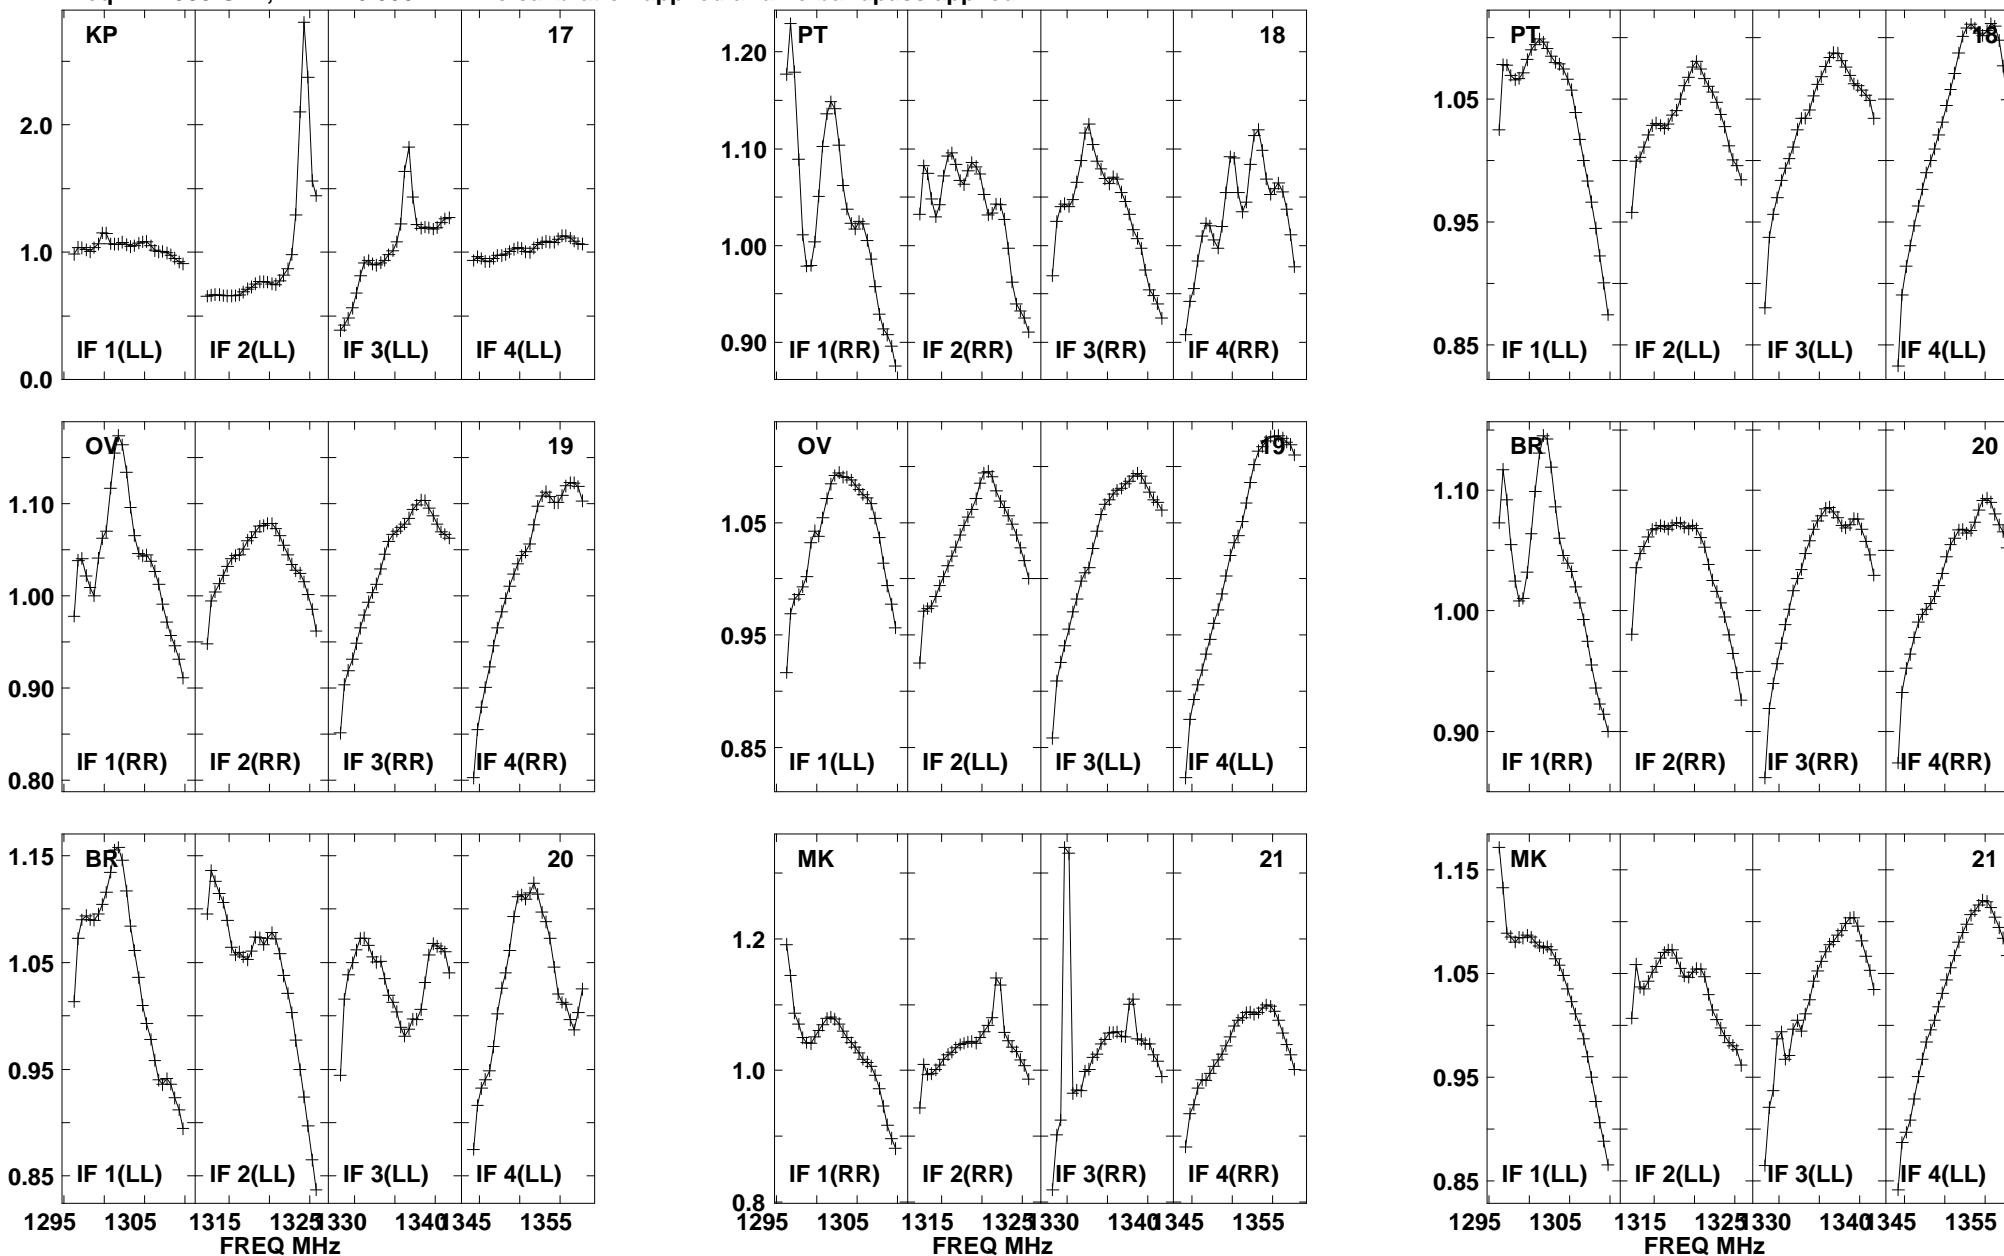 KP 17
2.0
1.0
0.0
IF 1(LL) IF 2(LL) IF 3(LL) IF 4(LL)
PT 18
1.20
1.10
1.00
0.90
IF 1(RR) IF 2(RR) IF 3(RR) IF 4(RR)
PT 18
1.05
0.95
0.85
IF 1(LL) IF 2(LL) IF 3(LL) IF 4(LL)
OV 19
1.10
1.00
0.90
0.80
IF 1(RR) IF 2(RR) IF 3(RR) IF 4(RR)
OV 19
1.05
0.95
0.85
IF 1(LL) IF 2(LL) IF 3(LL) IF 4(LL)
BR 20
1.10
1.00
0.90
IF 1(RR) IF 2(RR) IF 3(RR) IF 4(RR)
BR 20
1.15
1.05
0.95
0.85
IF 1(LL) IF 2(LL) IF 3(LL) IF 4(LL)
1295 1305 1315 1325 1330 1340 1345 1355
FREQ MHz
MK 21
1.2
1.0
0.8
IF 1(RR) IF 2(RR) IF 3(RR) IF 4(RR)
1295 1305 1315 1325 1330 1340 1345 1355
FREQ MHz
MK 21
1.15
1.05
0.95
0.85
IF 1(LL) IF 2(LL) IF 3(LL) IF 4(LL)
1295 1305 1315 1325 1330 1340 1345 1355
FREQ MHz